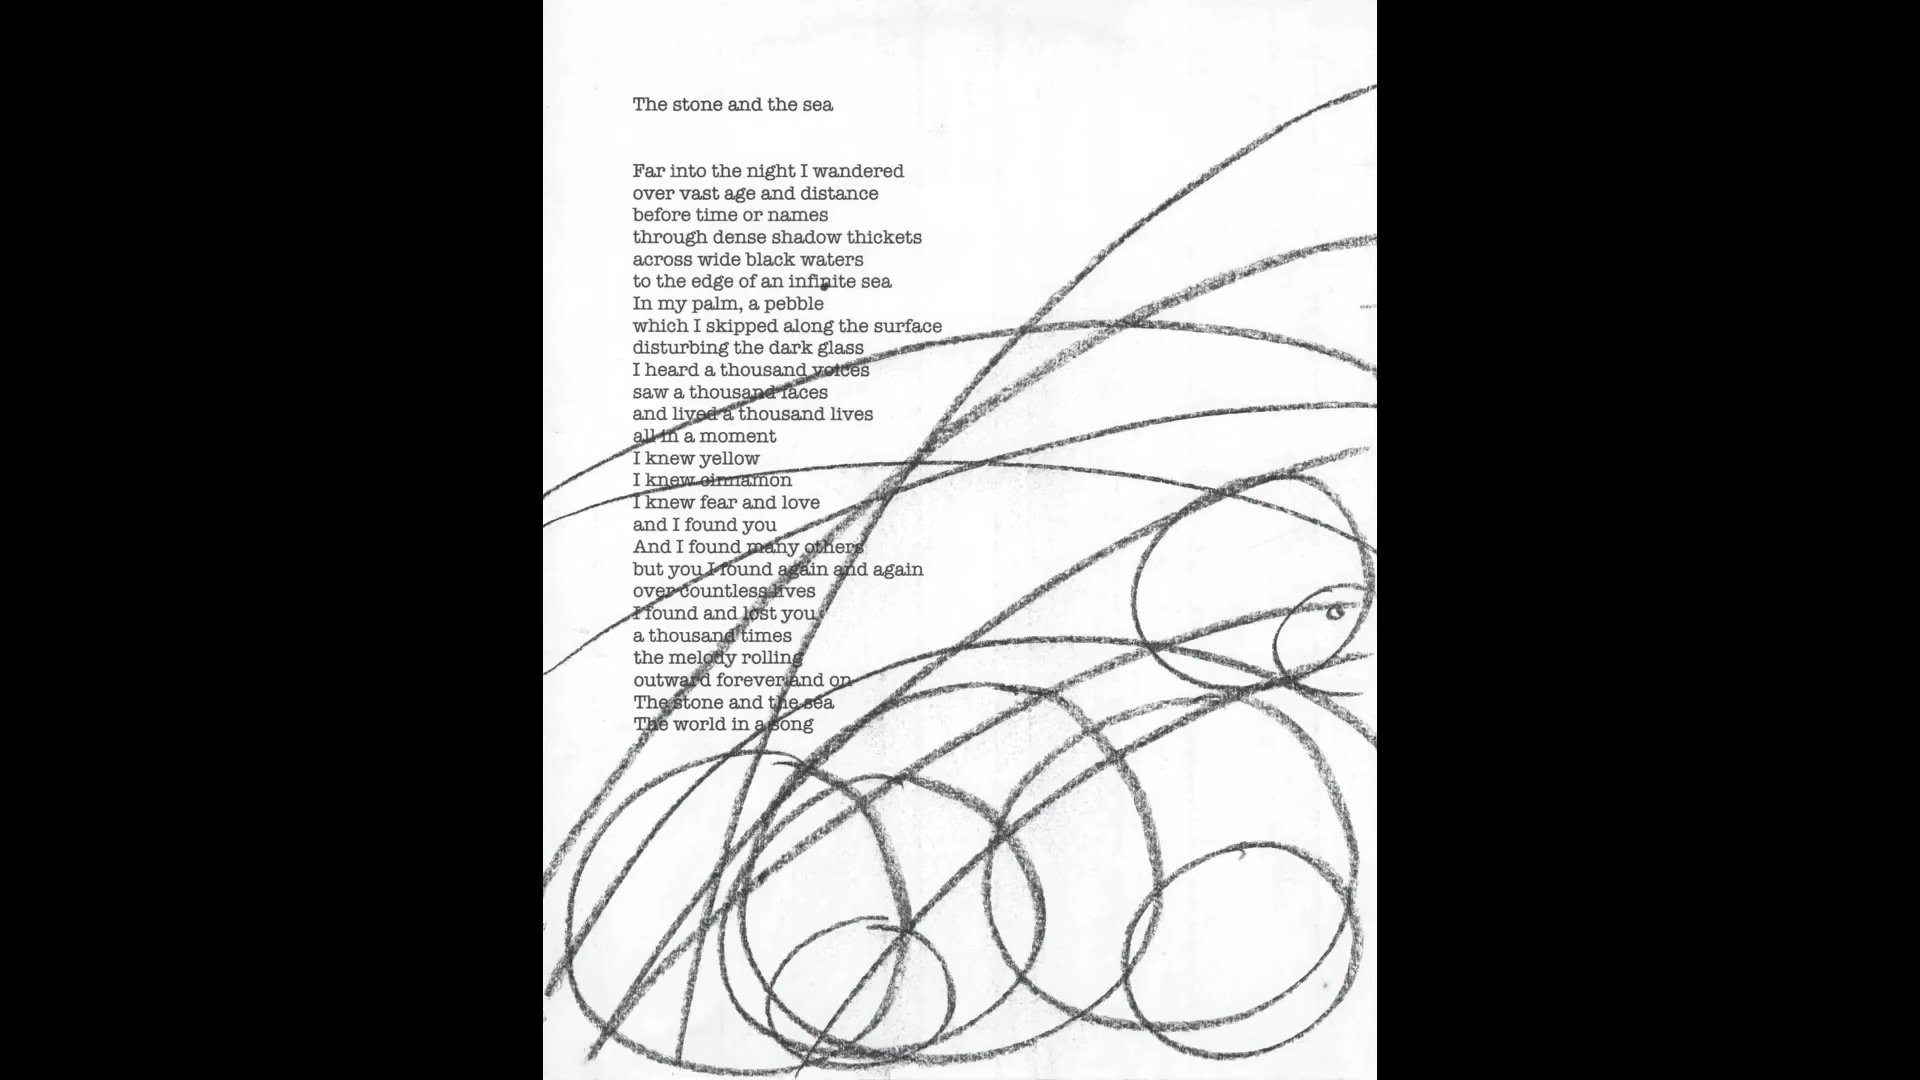 The stone and the sea
Far into the night I wandered
over vast age and distance
before time or names
through dense shadow thickets
across wide black waters
to the edge of an infinite sea
In my palm, a pebble
which I skipped along the surface
disturbing the dark glass
I heard a thousand voices
saw a thousand faces
and lived a thousand lives
all in a moment
I knew yellow
I knew cinnamon
I knew fear and love
and I found you
And I found many others
but you I found again and again
over countless lives
I found and lost you
a thousand times
the melody rolling
outward forever and on
The stone and the sea
The world in a song